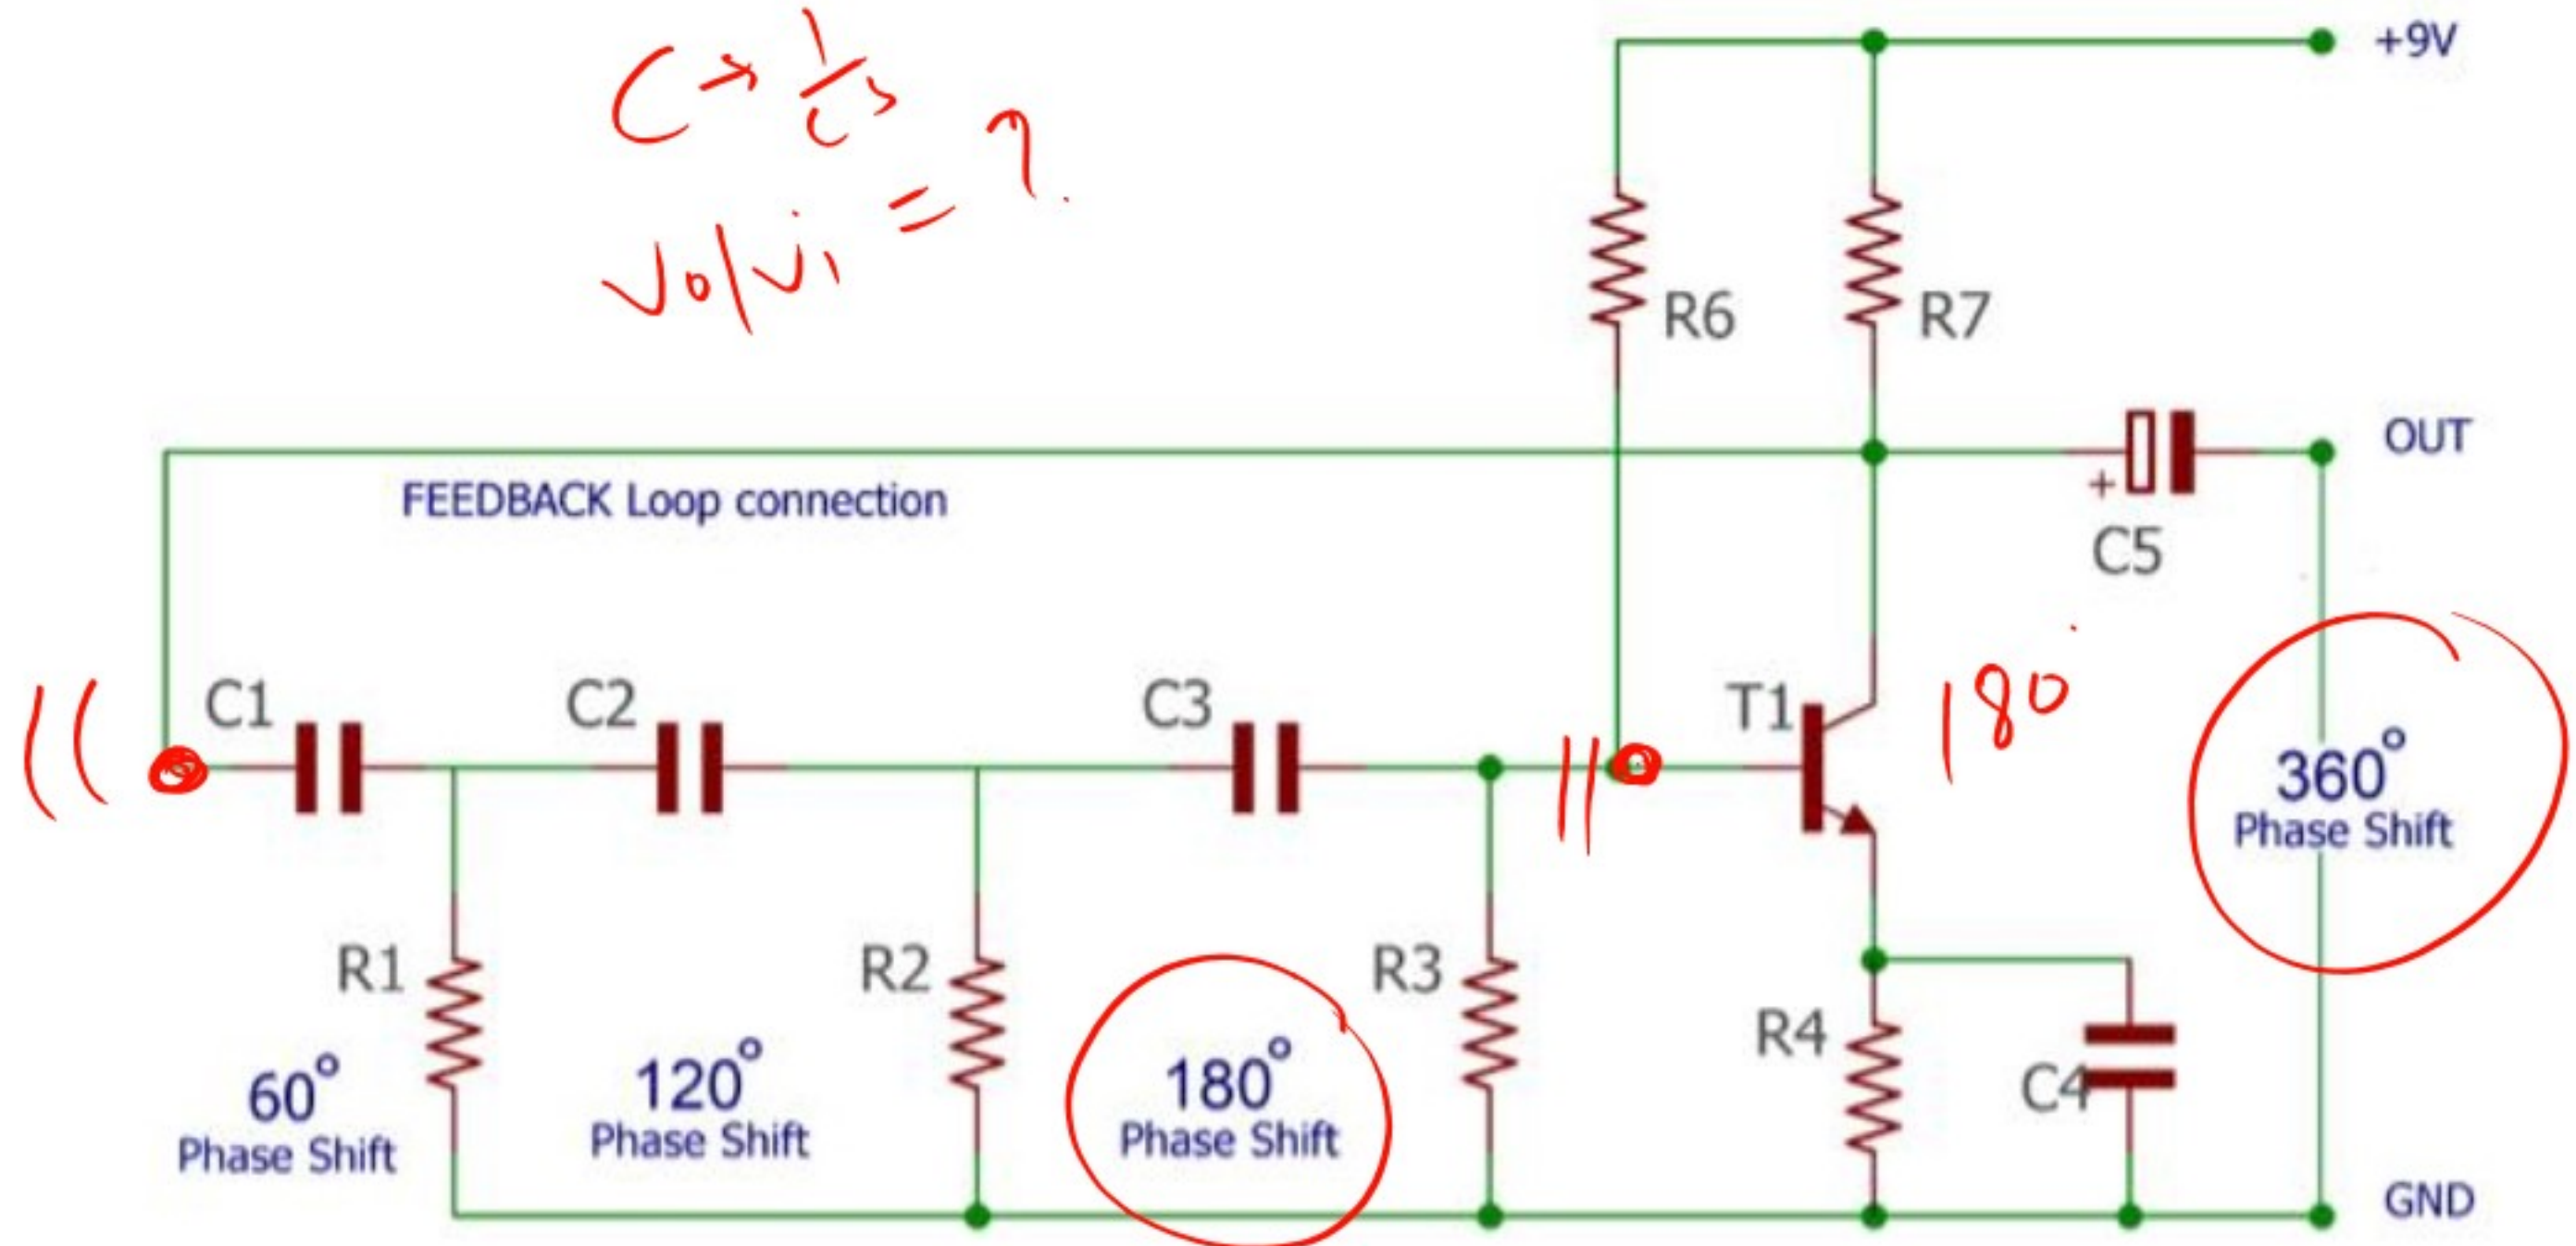 C → 1/Cs
Vo/Vi = ?
+9V
R6
R7
OUT
+
C5
FEEDBACK Loop connection
C1
C2
C3
T1
180°
360°
Phase Shift
R1
R2
R3
R4
C4
60°
Phase Shift
120°
Phase Shift
180°
Phase Shift
GND